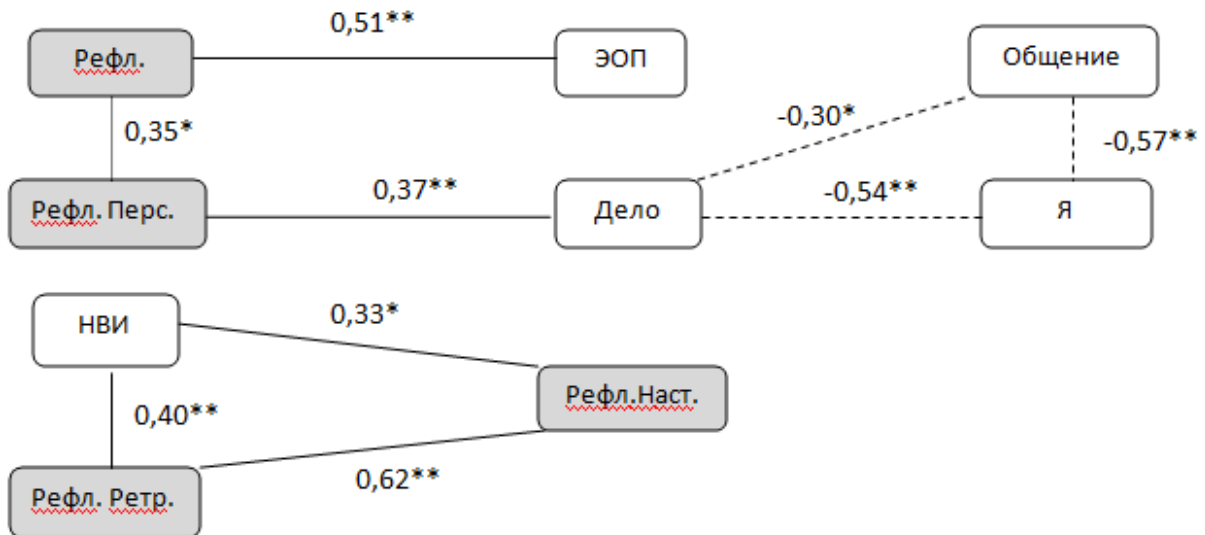 0,51**
Рефл.
ЭОП
Общение
0,35*
-0,30*
-0,57**
Рефл. Перс.
0,37**
Дело
-0,54**
Я
НВИ
0,33*
Рефл.Наст.
0,40**
0,62**
Рефл. Ретр.